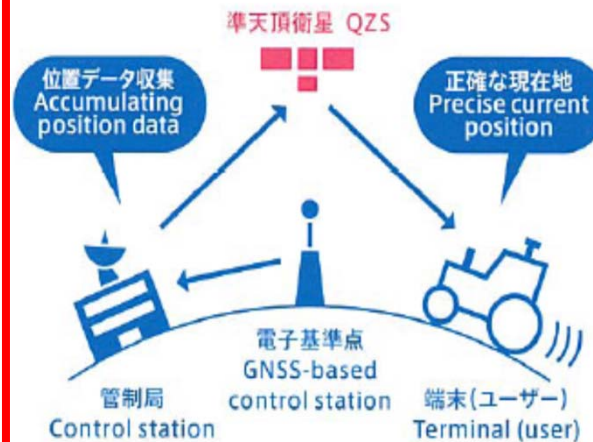 準天頂衛星 QZS
位置データ収集
Accumulating
position data
正確な現在地
Precise current
position
電子基準点
GNSS-based
control station
管制局
Control station
端末(ユーザー)
Terminal (user)